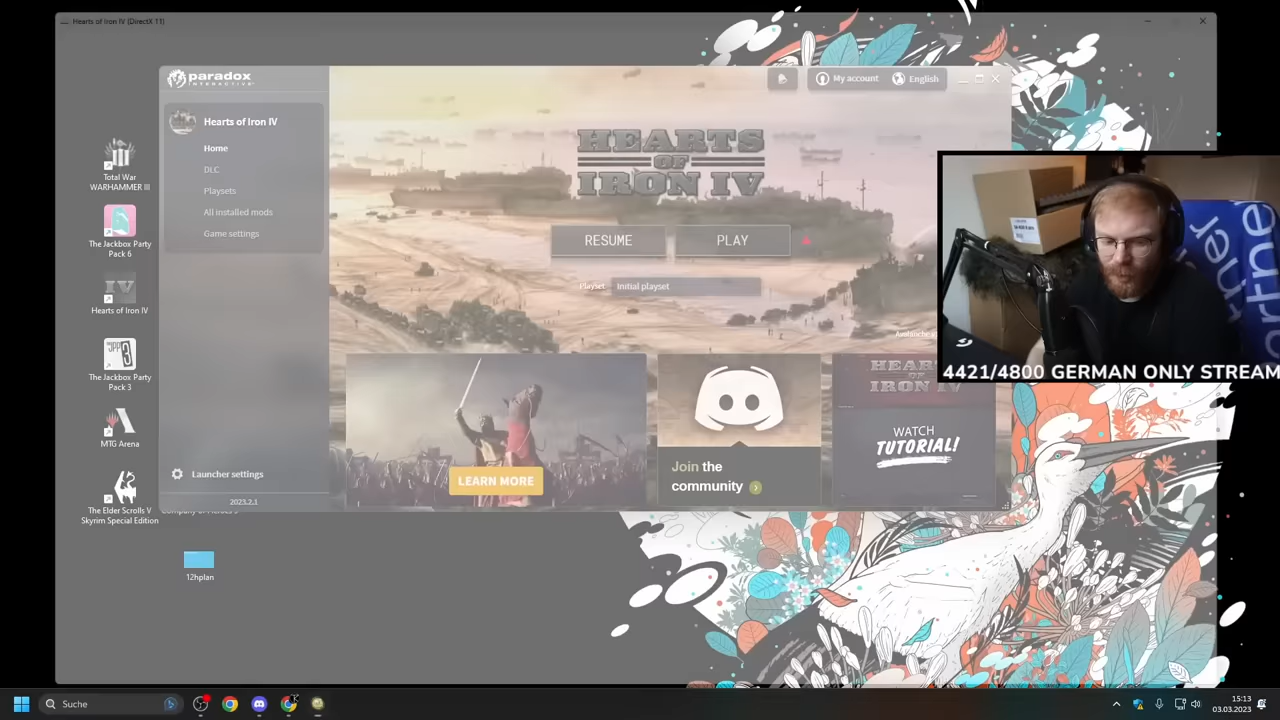 Hearts of Iron IV (DirectX 11)
paradox
INTERACTIVE
My account
English
Hearts of Iron IV
Home
DLC
Playsets
All installed mods
Game settings
HEARTS
OF
IRON IV
RESUME
PLAY
Playset
Initial playset
Total War
WARHAMMER III
The Jackbox Party
Pack 6
Hearts of Iron IV
The Jackbox Party
Pack 3
MTG Arena
The Elder Scrolls V
Skyrim Special Edition
12hplan
LEARN MORE
Join the
community
HEAR
IRON IV
WATCH
TUTORIAL!
Launcher settings
2023.2.1
4421/4800 GERMAN ONLY STREAM
Suche
15:13
03.03.2023